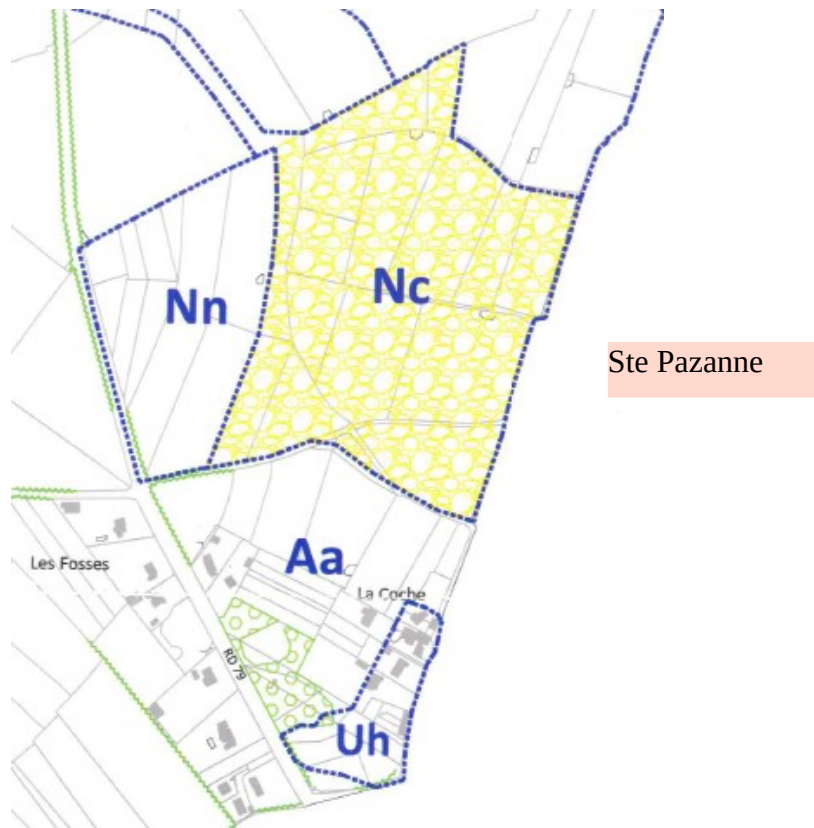 Nc
Nn
Ste Pazanne
Aa
Les Fosses
La Coche
RD 79
Uh